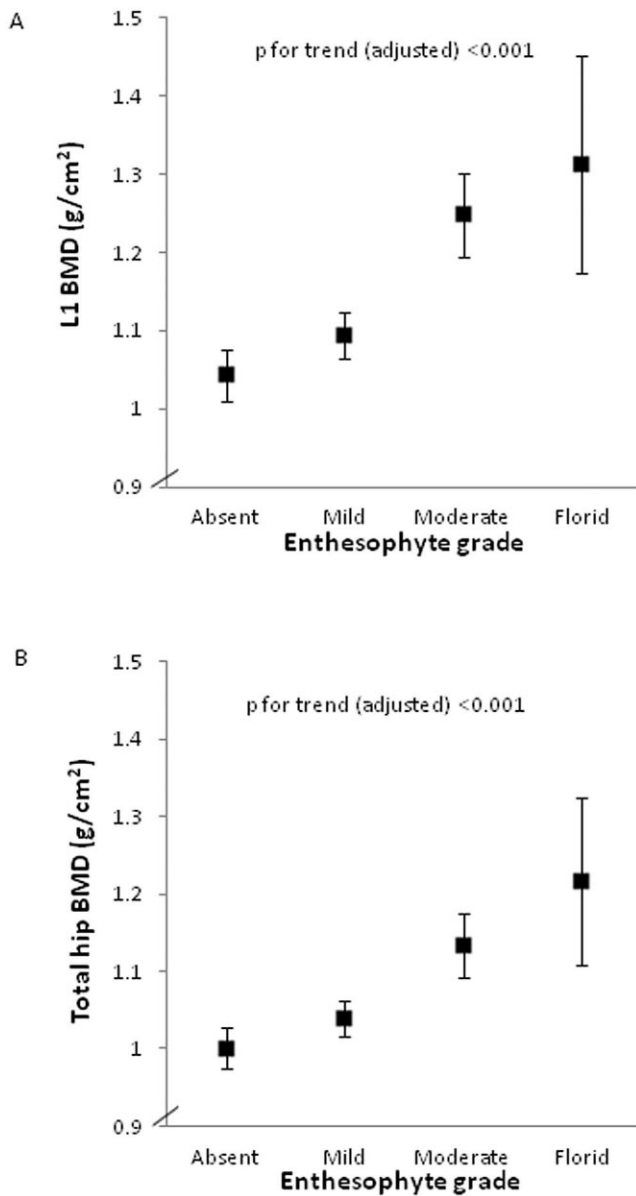 A
1.5
p for trend (adjusted) <0.001
1.4
1.3
L1 BMD (g/cm²)
1.2
1.1
1
0.9
Absent Mild Moderate Florid
Enthesophyte grade
B
1.5
p for trend (adjusted) <0.001
1.4
1.3
Total hip BMD (g/cm²)
1.2
1.1
1
0.9
Absent Mild Moderate Florid
Enthesophyte grade